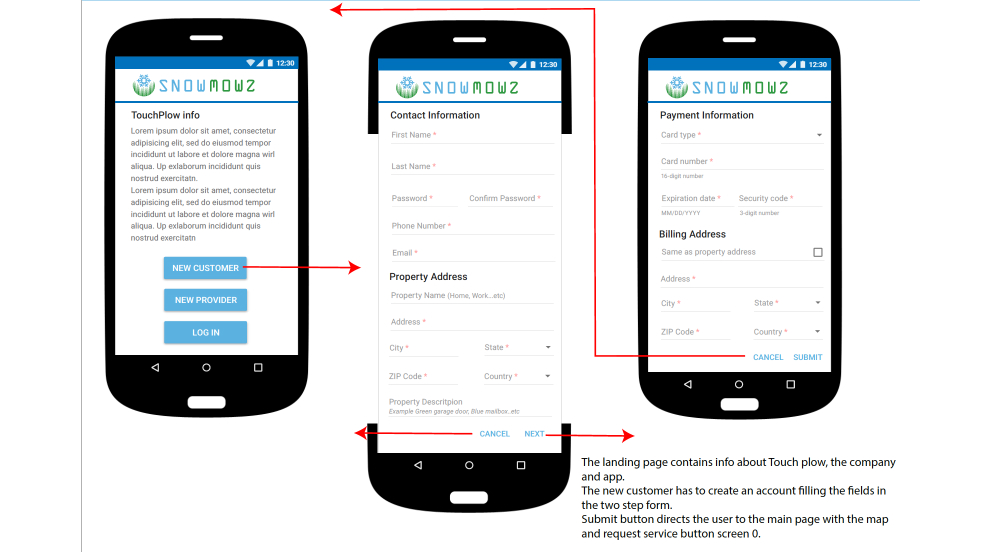 12:30
SNOWMOWZ
TouchPlow info
Lorem ipsum dolor sit amet, consectetur
adipisicing elit, sed do eiusmod tempor
incididunt ut labore et dolore magna wirl
aliqua. Up exlaborum incididunt quis
nostrud exercitatn.
Lorem ipsum dolor sit amet, consectetur
adipisicing elit, sed do eiusmod tempor
incididunt ut labore et dolore magna wirl
aliqua. Up exlaborum incididunt quis
nostrud exercitatn
NEW CUSTOMER
NEW PROVIDER
LOG IN
12:30
SNOWMOWZ
Contact Information
First Name *
Last Name *
Password * Confirm Password *
Phone Number *
Email *
Property Address
Property Name (Home, Work...etc)
Address *
City * State *
ZIP Code * Country *
Property Descritpion
Example Green garage door, Blue mailbox, etc
CANCEL NEXT
12:30
SNOWMOWZ
Payment Information
Card type *
Card number *
16-digit number
Expiration date * Security code *
MM/DD/YYYY 3-digit number
Billing Address
Same as property address
Address *
City * State *
ZIP Code * Country *
CANCEL SUBMIT
The landing page contains info about Touch plow, the company
and app.
The new customer has to create an account filling the fields in
the two step form.
Submit button directs the user to the main page with the map
and request service button screen 0.